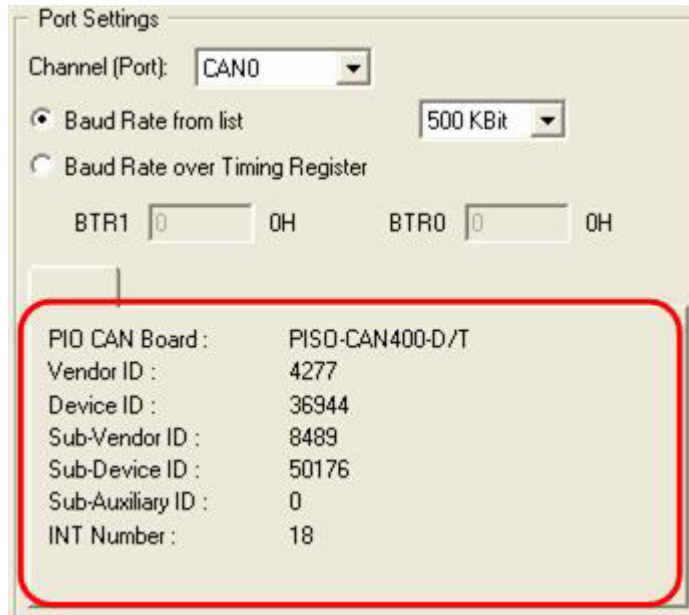 Port Settings
Channel (Port): CAN0
Baud Rate from list 500 KBit
Baud Rate over Timing Register
BTR1 0 0H BTR0 0 0H
PIO CAN Board : PISO-CAN400-D/T
Vendor ID : 4277
Device ID : 36944
Sub-Vendor ID : 8489
Sub-Device ID : 50176
Sub-Auxiliary ID : 0
INT Number : 18